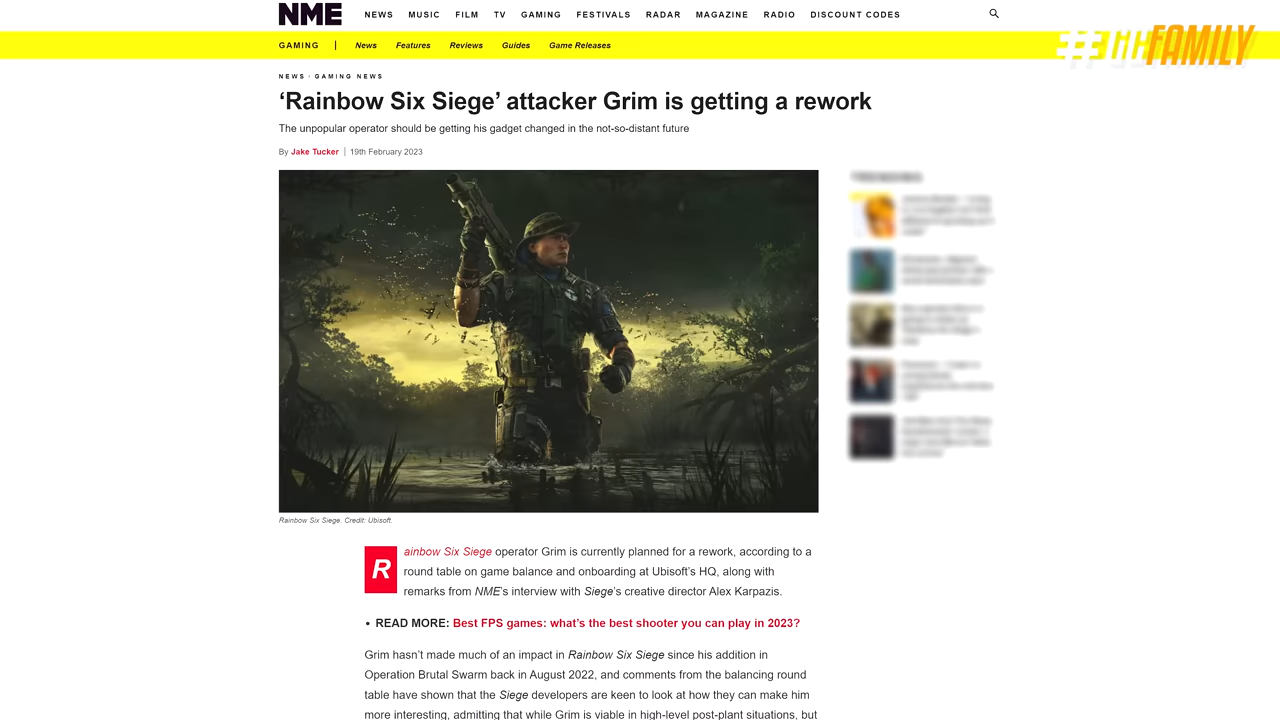 NME NEWS MUSIC FILM TV GAMING FESTIVALS RADAR MAGAZINE RADIO DISCOUNT CODES
GAMING | News Features Reviews Guides Game Releases
#GCFAMILY
NEWS · GAMING NEWS
‘Rainbow Six Siege’ attacker Grim is getting a rework
The unpopular operator should be getting his gadget changed in the not-so-distant future
By Jake Tucker | 19th February 2023
TRENDING
Rainbow Six Siege. Credit: Ubisoft.
Rainbow Six Siege operator Grim is currently planned for a rework, according to a
round table on game balance and onboarding at Ubisoft’s HQ, along with
remarks from NME’s interview with Siege’s creative director Alex Karpazis.
• READ MORE: Best FPS games: what’s the best shooter you can play in 2023?
Grim hasn’t made much of an impact in Rainbow Six Siege since his addition in
Operation Brutal Swarm back in August 2022, and comments from the balancing round
table have shown that the Siege developers are keen to look at how they can make him
more interesting, admitting that while Grim is viable in high-level post-plant situations, but